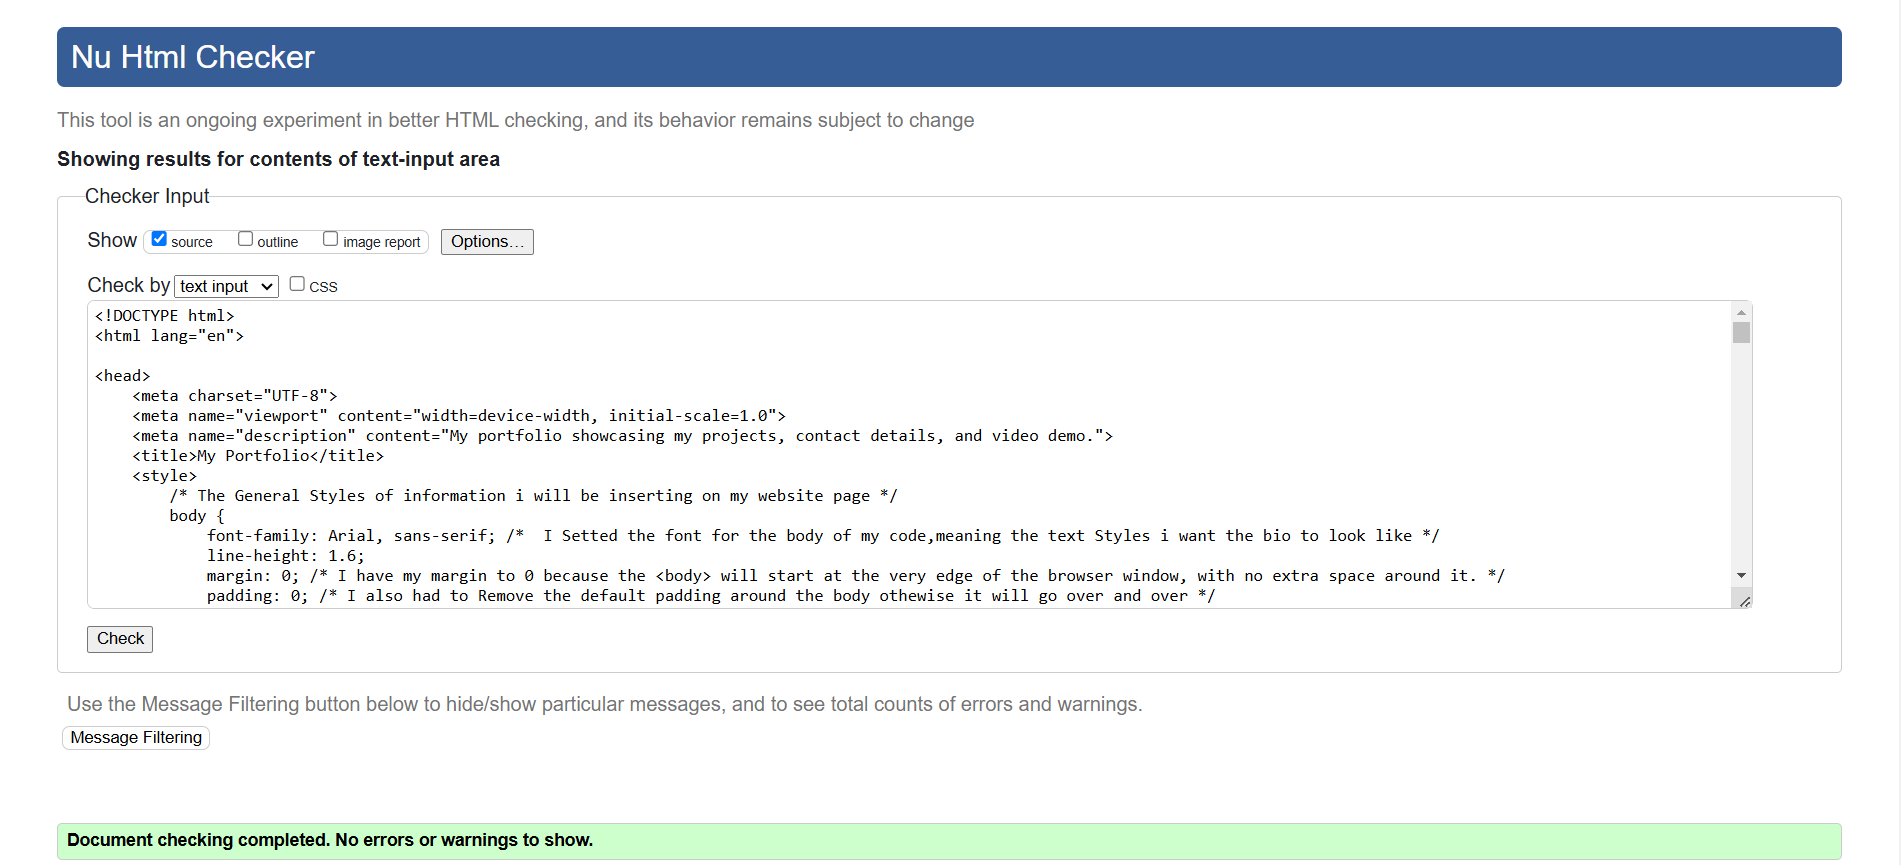 Nu Html Checker
This tool is an ongoing experiment in better HTML checking, and its behavior remains subject to change
Showing results for contents of text-input area
Checker Input
Show source outline image report Options...
Check by text input CSS
<!DOCTYPE html>
<html lang="en">
<head>
    <meta charset="UTF-8">
    <meta name="viewport" content="width=device-width, initial-scale=1.0">
    <meta name="description" content="My portfolio showcasing my projects, contact details, and video demo.">
    <title>My Portfolio</title>
    <style>
        /* The General Styles of information i will be inserting on my website page */
        body {
            font-family: Arial, sans-serif; /*  I Setted the font for the body of my code,meaning the text Styles i want the bio to look like */
            line-height: 1.6;
            margin: 0; /* I have my margin to 0 because the <body> will start at the very edge of the browser window, with no extra space around it. */
            padding: 0; /* I also had to Remove the default padding around the body othewise it will go over and over */
Check
Use the Message Filtering button below to hide/show particular messages, and to see total counts of errors and warnings.
Message Filtering
Document checking completed. No errors or warnings to show.